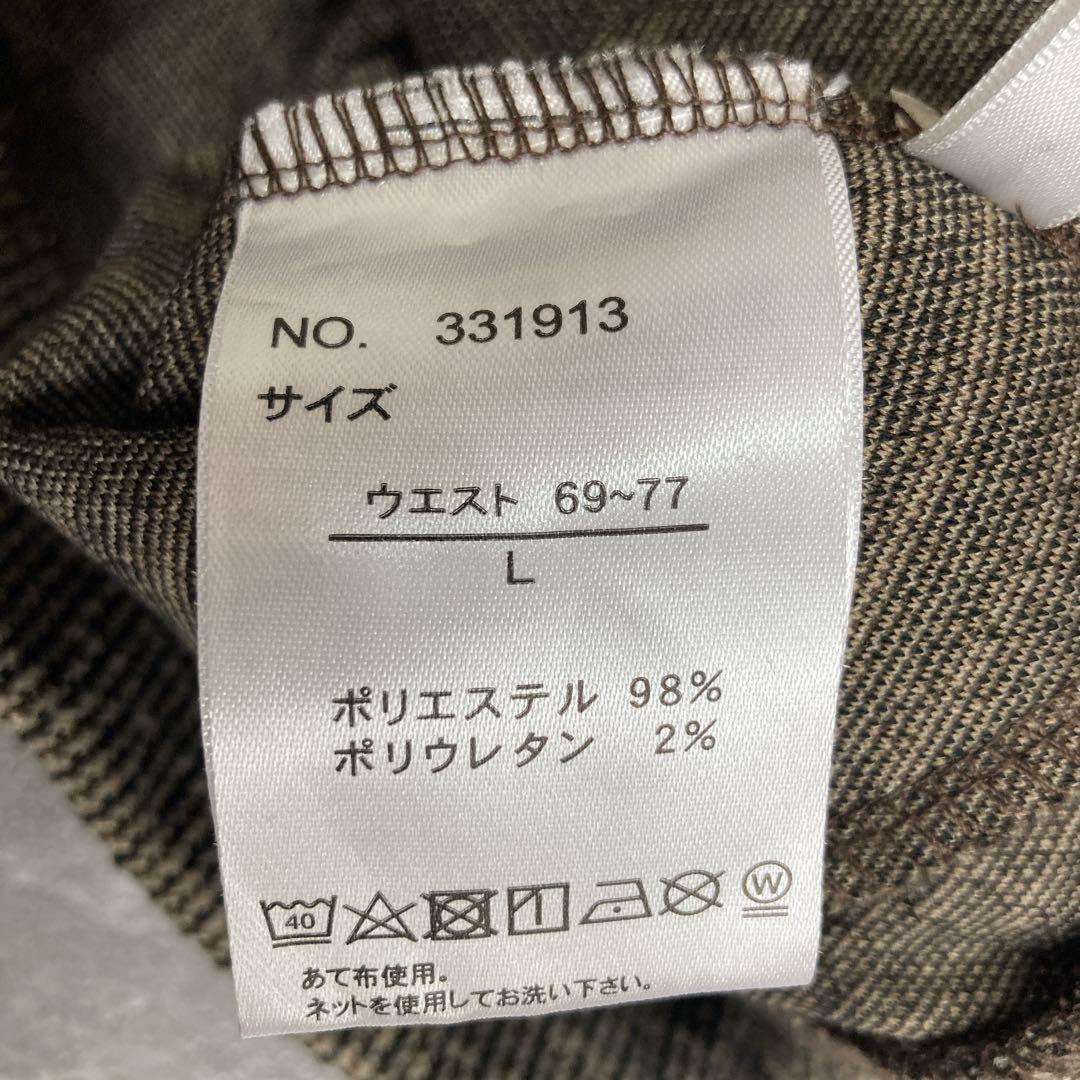 NO. 331913
サイズ
ウエスト 69~77
L
ポリエステル 98%
ポリウレタン 2%
40
W
あて布使用。
ネットを使用してお洗い下さい。